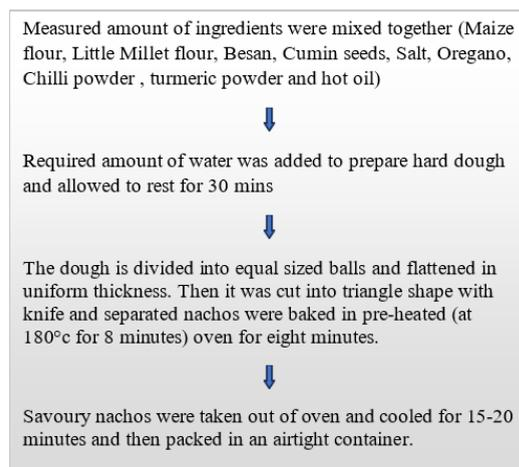 Measured amount of ingredients were mixed together (Maize
flour, Little Millet flour, Besan, Cumin seeds, Salt, Oregano,
Chilli powder , turmeric powder and hot oil)
Required amount of water was added to prepare hard dough
and allowed to rest for 30 mins
The dough is divided into equal sized balls and flattened in
uniform thickness. Then it was cut into triangle shape with
knife and separated nachos were baked in pre-heated (at
180°c for 8 minutes) oven for eight minutes.
Savoury nachos were taken out of oven and cooled for 15-20
minutes and then packed in an airtight container.